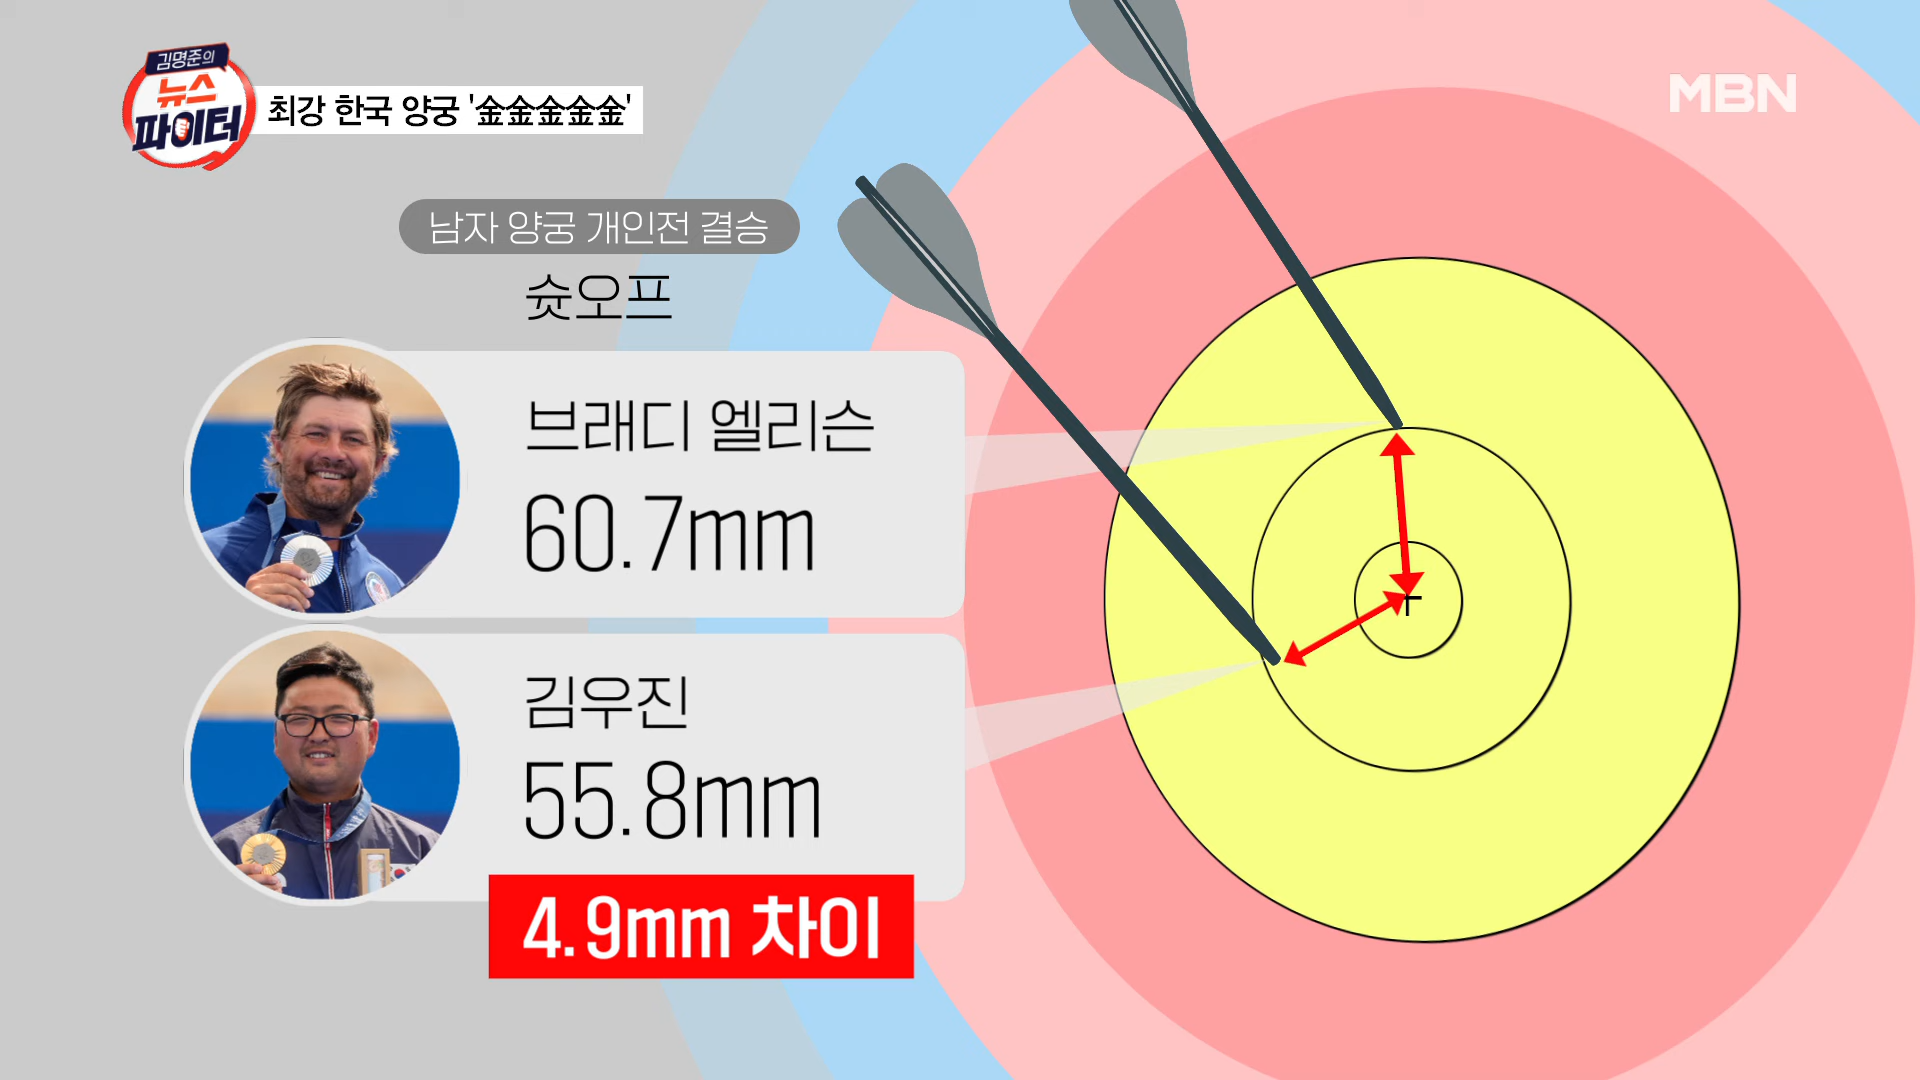 김명준의
뉴스
파이터
최강 한국 양궁 '金金金金金'
MBN
남자 양궁 개인전 결승
슛오프
브래디 엘리슨
60.7mm
김우진
55.8mm
4.9mm 차이